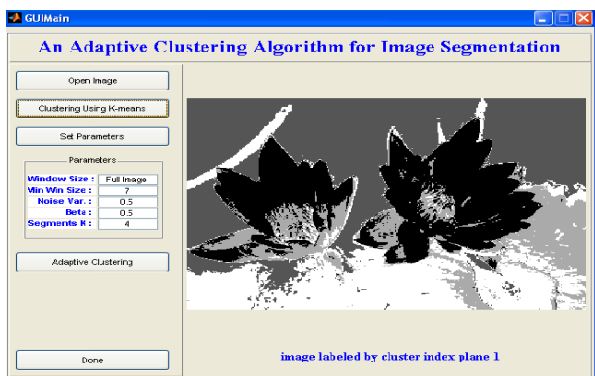 GUIMain
An Adaptive Clustering Algorithm for Image Segmentation
Open Image
Clustering Using K-means
Set Parameters
Parameters
Window Size : Full Image
Min Win Size : 7
Noise Var. : 0.5
Beta : 0.5
Segments K : 4
Adaptive Clustering
Done
image labeled by cluster index plane 1